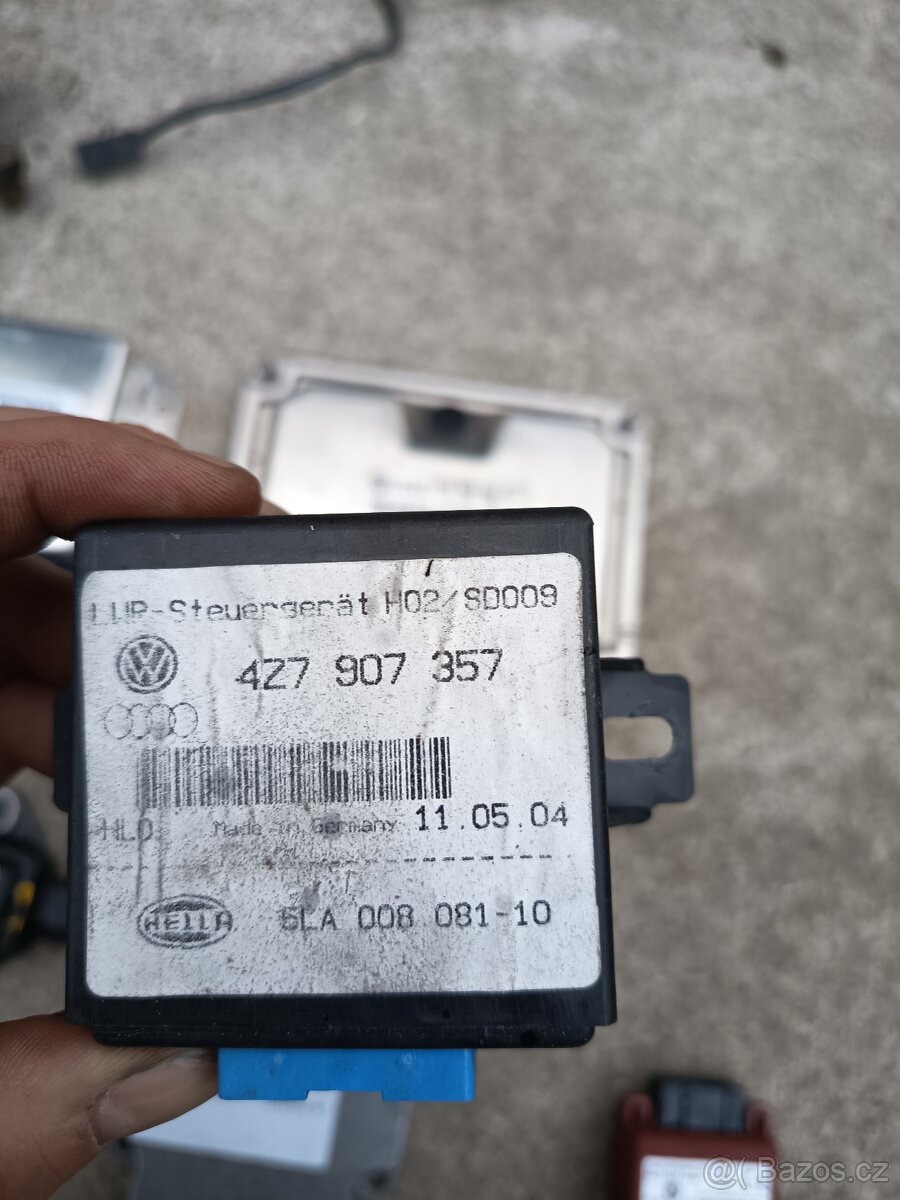 LWR-Steuergerät H02/SD009
4Z7 907 357
HLO Made in Germany 11.05.04
HELLA 5LA 008 081-10
@( Bazos.cz